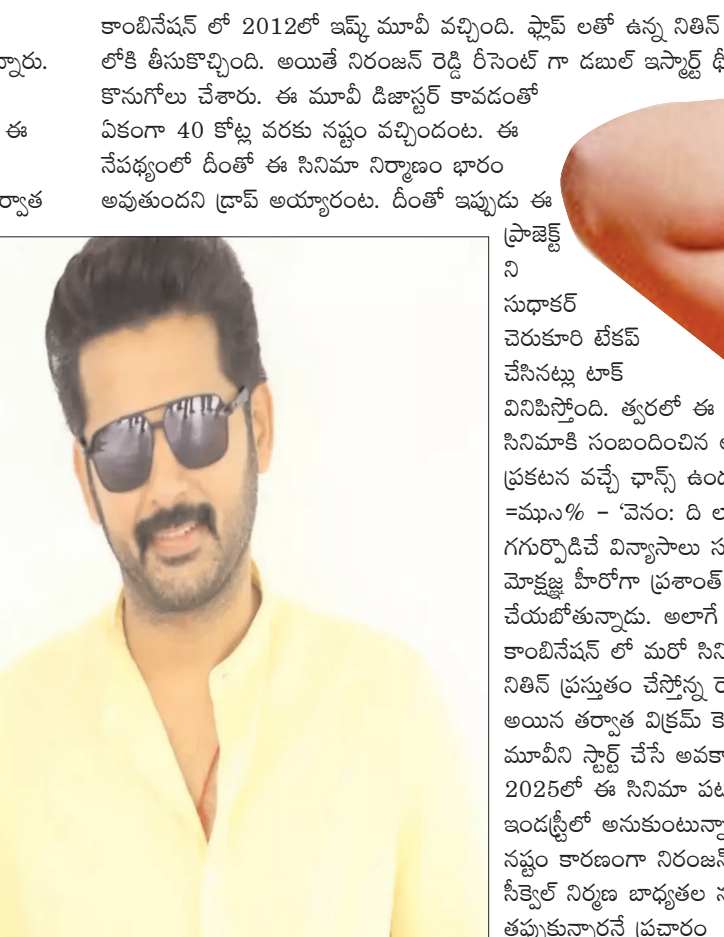 న్నారు.
ఈ
ర్వాత
కాంబినేషన్ లో 2012లో ఇష్క్ మూవీ వచ్చింది. ఫ్లాప్ లతో ఉన్న నితిన్
లోకి తీసుకొచ్చింది. అయితే నిరంజన్ రెడ్డి రీసెంట్ గా డబుల్ ఇస్మార్ట్ థి
కొనుగోలు చేశారు. ఈ మూవీ డిజాస్టర్ కావడంతో
ఏకంగా 40 కోట్ల వరకు నష్టం వచ్చిందంట. ఈ
నేపథ్యంలో దీంతో ఈ సినిమా నిర్మాణం భారం
అవుతుందని డ్రాప్ అయ్యారంట. దీంతో ఇప్పుడు ఈ
ప్రాజెక్ట్
ని
సుధాకర్
చెరుకూరి టేకప్
చేసినట్లు టాక్
వినిపిస్తోంది. త్వరలో ఈ
సినిమాకి సంబందించిన
ప్రకటన వచ్చే ఛాన్స్ ఉంద
% – ‘వెనం: ది ల
గగుర్పొడిచే విన్యాసాలు స
మోక్షజ్ఞ హీరోగా ప్రశాంత్
చేయబోతున్నాడు. అలాగే
కాంబినేషన్ లో మరో సిని
నితిన్ ప్రస్తుతం చేస్తోన్న
అయిన తర్వాత విక్రమ్ కె
మూవీని స్టార్ట్ చేసే అవకా
2025లో ఈ సినిమా పట
ఇండస్ట్రీలో అనుకుంటున్నా
నష్టం కారణంగా నిరంజన్
సీక్వెల్ నిర్మణ బాధ్యతల న
తప్పుకున్నారనే ప్రచారం